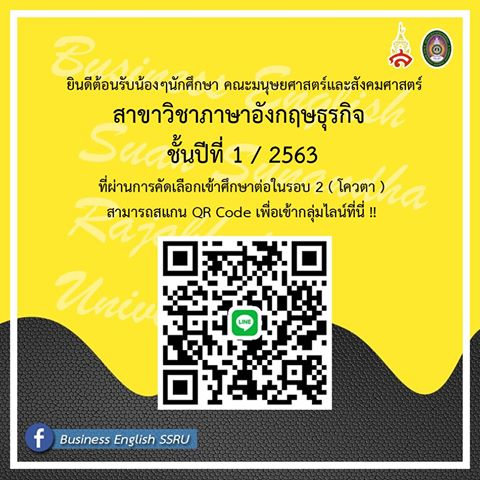 Business English
Suan Sunandha
Rajabhat
University
ยินดีต้อนรับน้องๆนักศึกษา คณะมนุษยศาสตร์และสังคมศาสตร์
สาขาวิชาภาษาอังกฤษธุรกิจ
ชั้นปีที่ 1 / 2563
ที่ผ่านการคัดเลือกเข้าศึกษาต่อในรอบ 2 ( โควตา )
สามารถสแกน QR Code เพื่อเข้ากลุ่มไลน์ที่นี่ !!
LINE
Business English SSRU